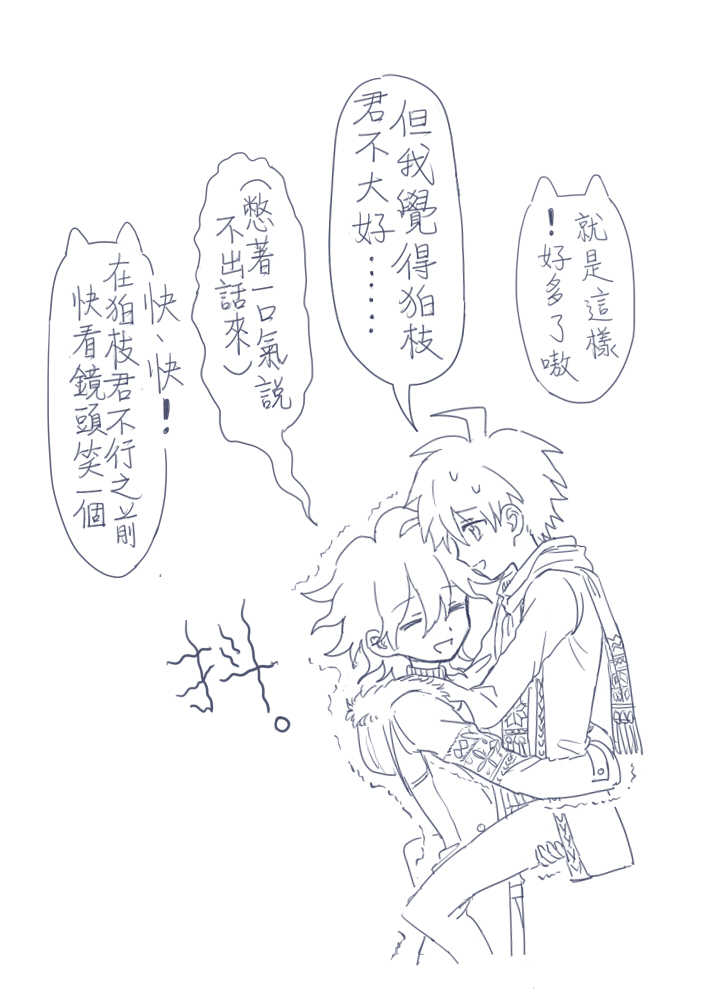 就是這樣
！好多了嗷
但我覺得狛枝
君不大好……
（憋著一口氣說
不出話來）
快、快！
在狛枝君不行之前
快看鏡頭笑一個
抖。